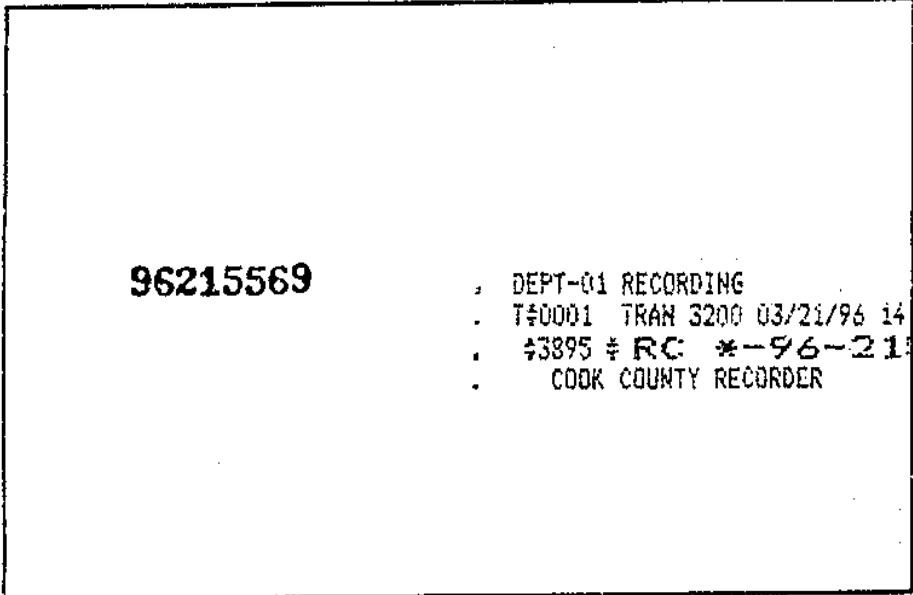 96215569
. DEPT-01 RECORDING
. T#0001 TRAN 3200 03/21/96 14
. #3895 # RC *-96-21
. COOK COUNTY RECORDER